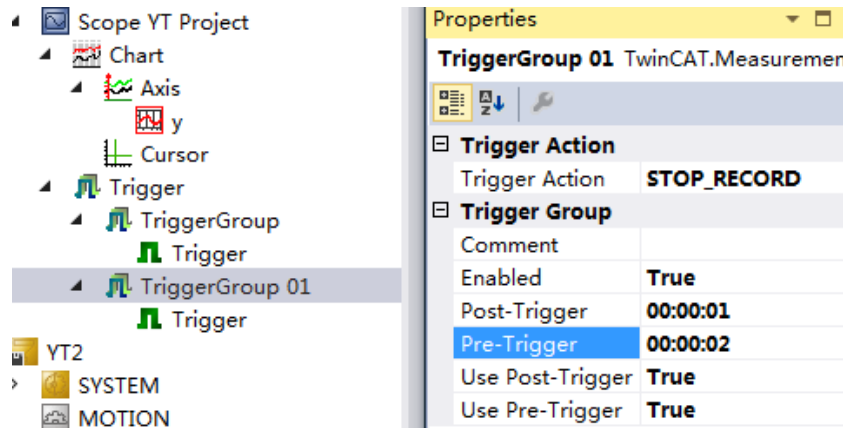 Scope YT Project
Chart
Axis
y
Cursor
Trigger
TriggerGroup
Trigger
TriggerGroup 01
Trigger
YT2
SYSTEM
MOTION
Properties
TriggerGroup 01 TwinCAT.Measuremen
Trigger Action
Trigger Action STOP_RECORD
Trigger Group
Comment
Enabled True
Post-Trigger 00:00:01
Pre-Trigger 00:00:02
Use Post-Trigger True
Use Pre-Trigger True